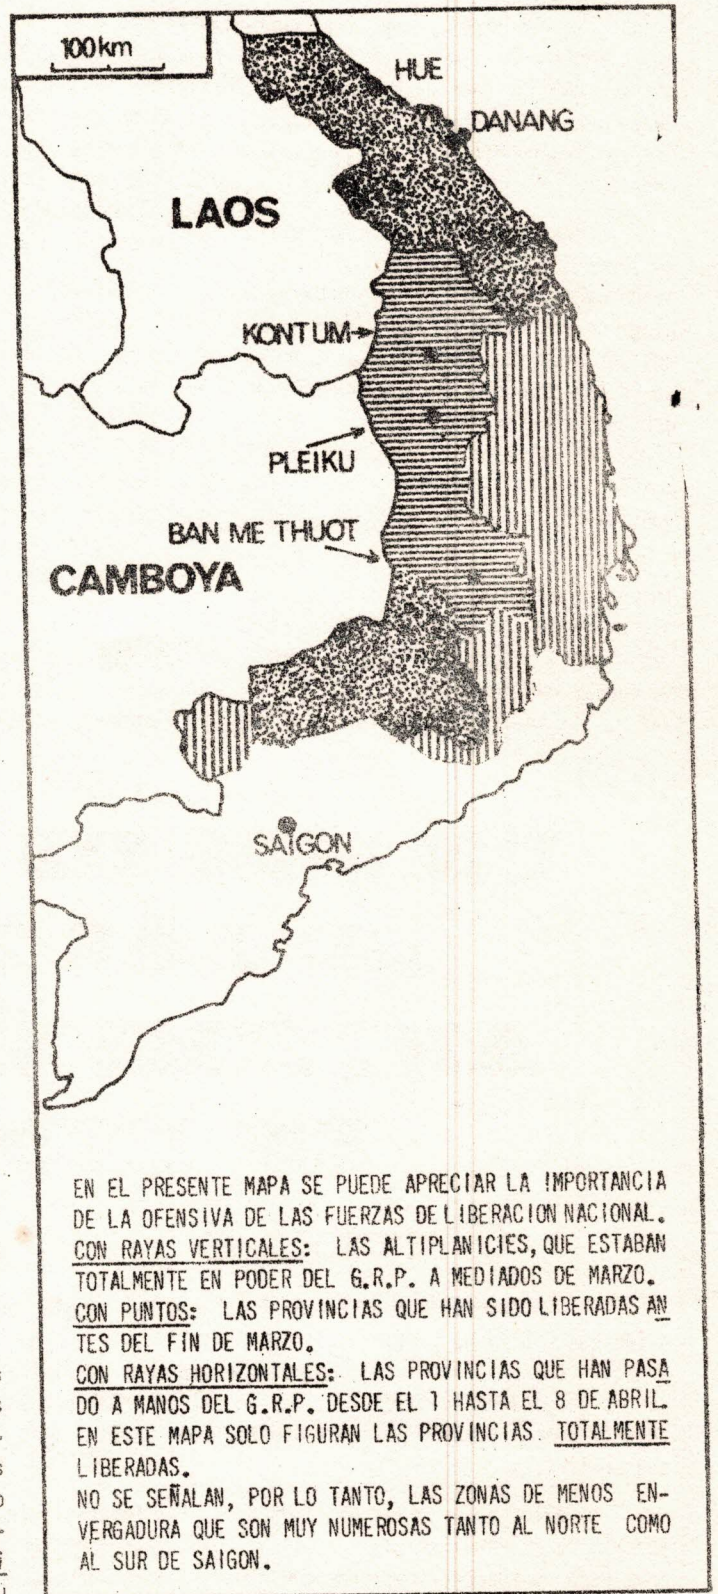 100km
HUE
DANANG
LAOS
KONTUM
PLEIKU
BAN ME THUOT
CAMBOYA
SAIGON
EN EL PRESENTE MAPA SE PUEDE APRECIAR LA IMPORTANCIA
DE LA OFENSIVA DE LAS FUERZAS DE LIBERACION NACIONAL.
CON RAYAS VERTICALES: LAS ALTIPLANICIES, QUE ESTABAN
TOTALMENTE EN PODER DEL G.R.P. A MEDIADOS DE MARZO.
CON PUNTOS: LAS PROVINCIAS QUE HAN SIDO LIBERADAS AN
TES DEL FIN DE MARZO.
CON RAYAS HORIZONTALES: LAS PROVINCIAS QUE HAN PASA
DO A MANOS DEL G.R.P. DESDE EL 1 HASTA EL 8 DE ABRIL.
EN ESTE MAPA SOLO FIGURAN LAS PROVINCIAS TOTALMENTE
LIBERADAS.
NO SE SEÑALAN, POR LO TANTO, LAS ZONAS DE MENOS EN-
VERGADURA QUE SON MUY NUMEROSAS TANTO AL NORTE COMO
AL SUR DE SAIGON.